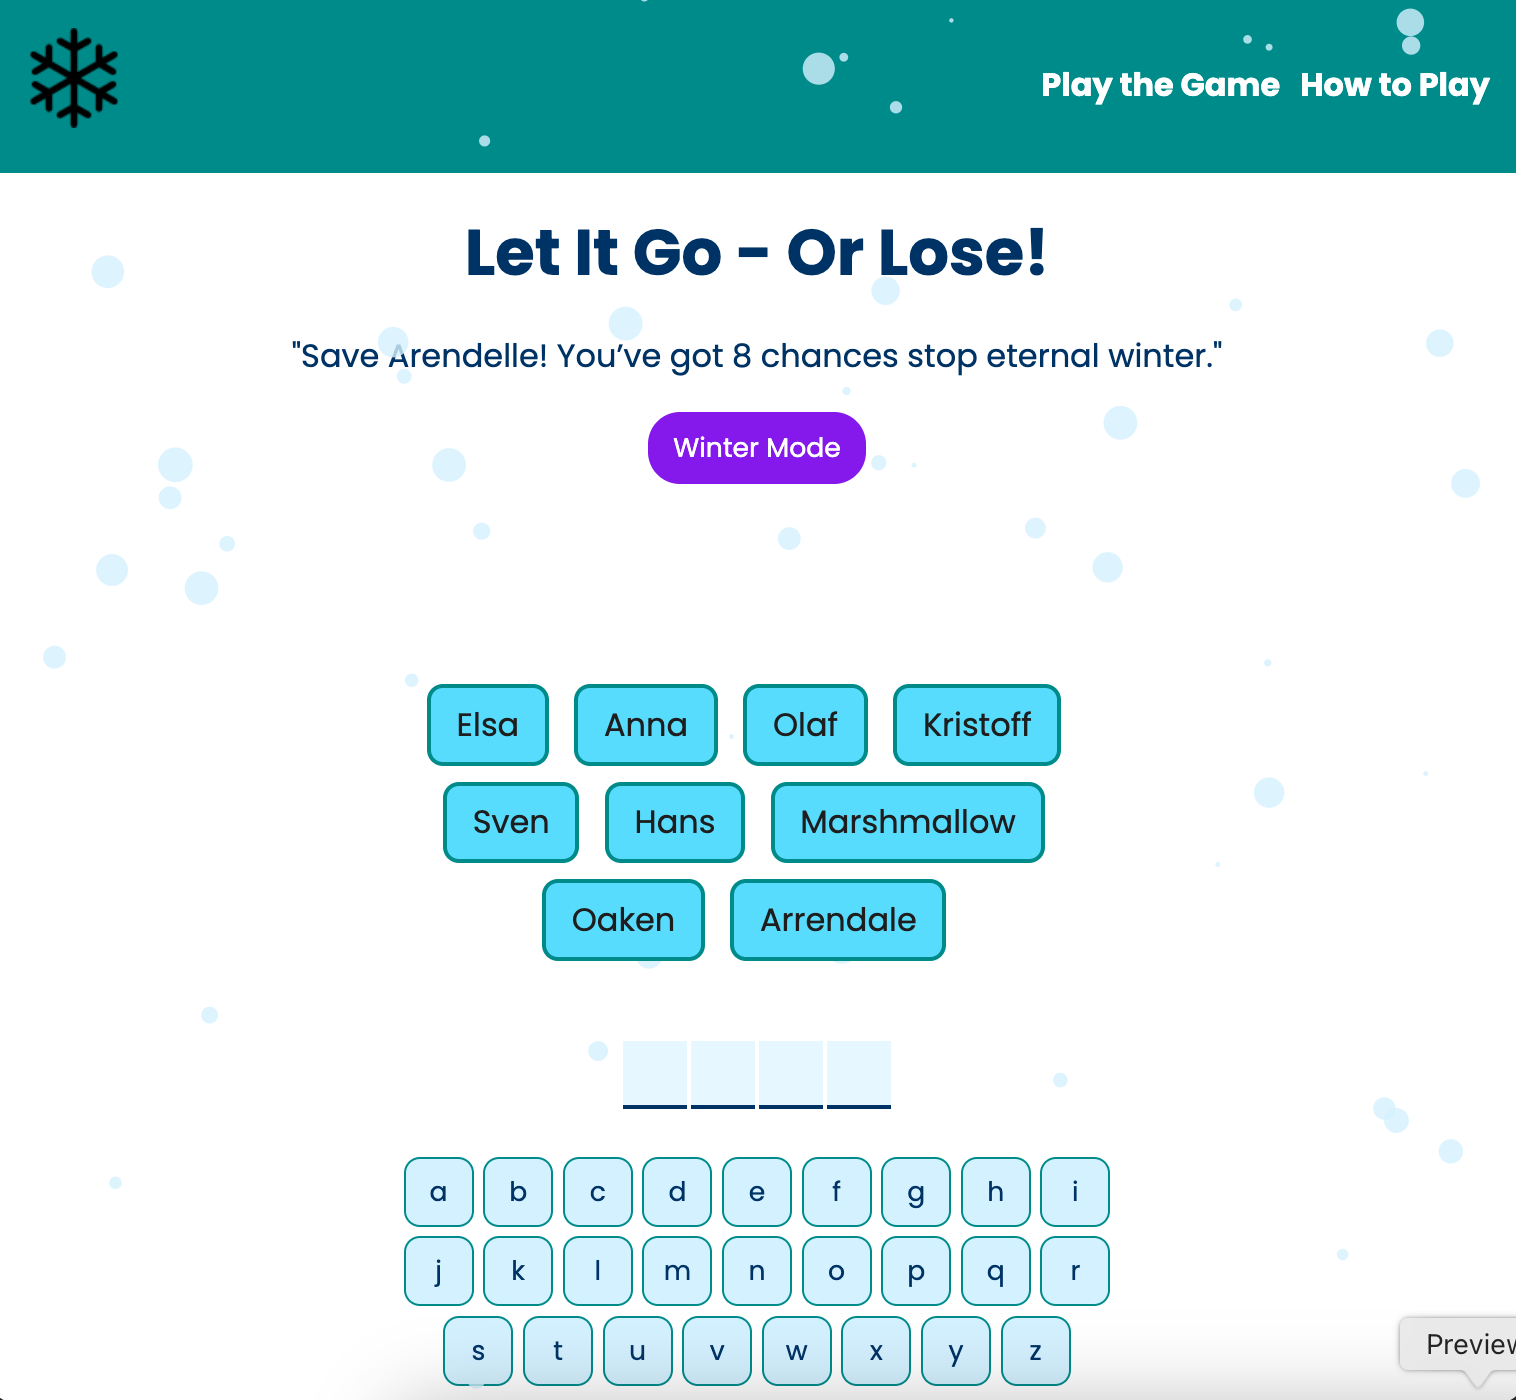 Play the Game How to Play
Let It Go - Or Lose!
"Save Arendelle! You’ve got 8 chances stop eternal winter."
Winter Mode
Elsa Anna Olaf Kristoff
Sven Hans Marshmallow
Oaken Arrendale
a b c d e f g h i
j k l m n o p q r
s t u v w x y z
Preview